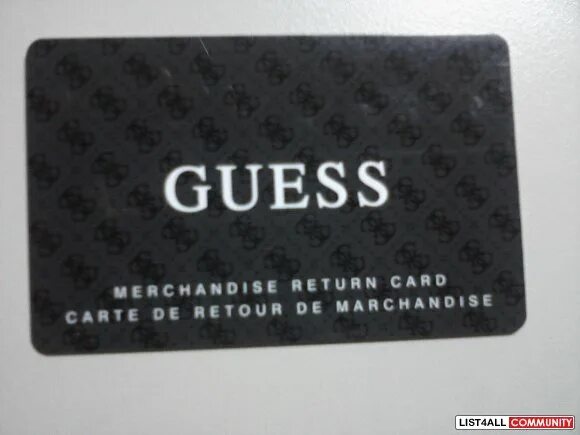 GUESS
MERCHANDISE RETURN CARD
CARTE DE RETOUR DE MARCHANDISE
LIST4ALL COMMUNITY